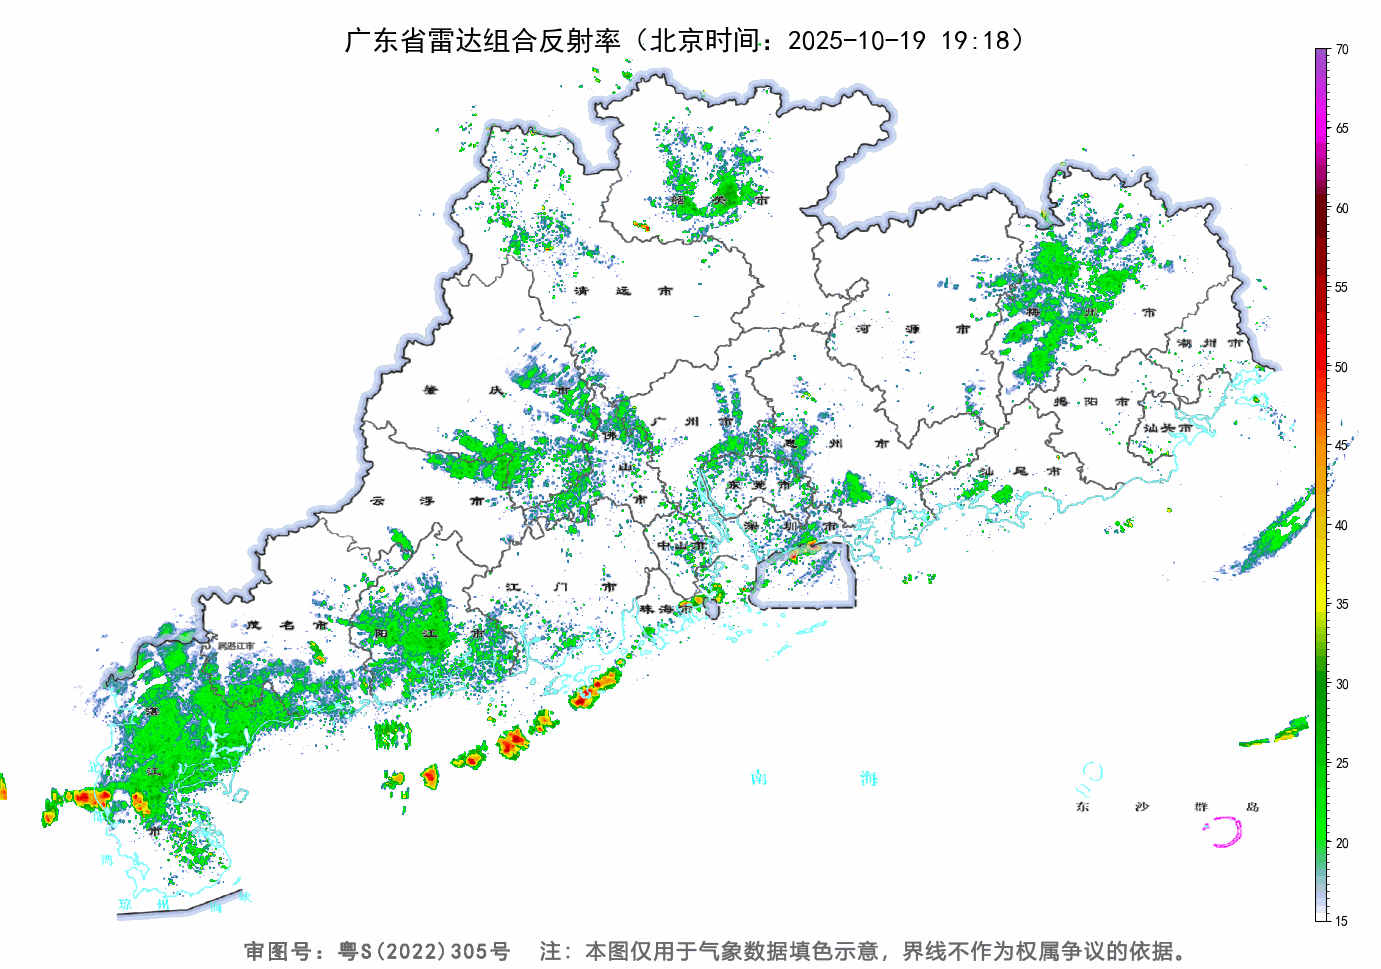 广东省雷达组合反射率（北京时间：2025-10-19 19:18）
70
65
60
55
50
45
40
35
30
25
20
15
韶关市
清远市
梅州市
河源市
潮州市
肇庆市
揭阳市
广州市
汕头市
佛山市
惠州市
汕尾市
东莞市
云浮市
深圳市
中山市
江门市
珠海市
茂名市
阳江市
属湛江市
湛江市
北部湾
南海
东沙群岛
琼州海峡
审图号：粤S(2022)305号 注：本图仅用于气象数据填色示意，界线不作为权属争议的依据。